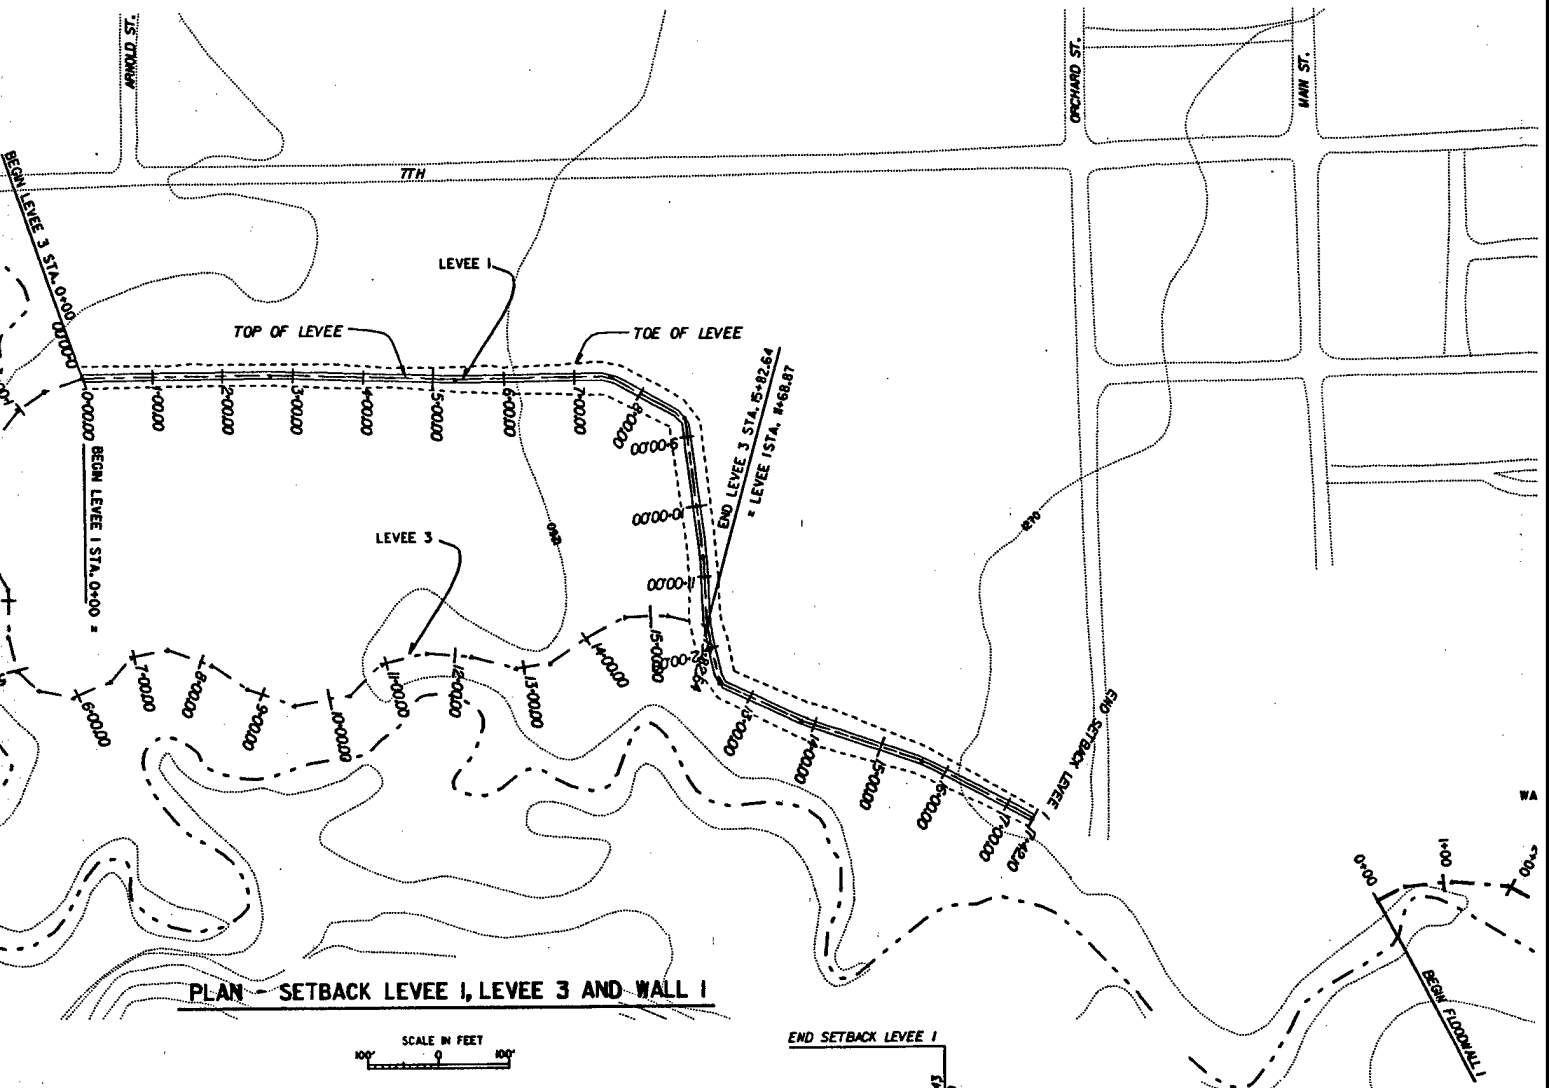 ARNOLD ST.
ORCHARD ST.
MAIN ST.
7TH
BEGIN LEVEE 3 STA. 0+00
0+00.00
LEVEE 1
TOP OF LEVEE
TOE OF LEVEE
0+00.00
1+00.00
2+00.00
3+00.00
4+00.00
5+00.00
6+00.00
7+00.00
8+00.00
9+00.00
10+00.00
11+00.00
END LEVEE 3 STA. 15+82.64
= LEVEE 1 STA. 11+68.87
BEGIN LEVEE 1 STA. 0+00 =
LEVEE 3
1260
1270
6+00.00
7+00.00
8+00.00
9+00.00
10+00.00
11+00.00
12+00.00
13+00.00
14+00.00
15+00.00
13+00.00
14+00.00
15+00.00
16+00.00
17+00.00
17+42.10
END SETBACK LEVEE
WA
0+00
1+00
BEGIN FLOODWALL 1
PLAN - SETBACK LEVEE 1, LEVEE 3 AND WALL 1
SCALE IN FEET
100' 0 100'
END SETBACK LEVEE 1